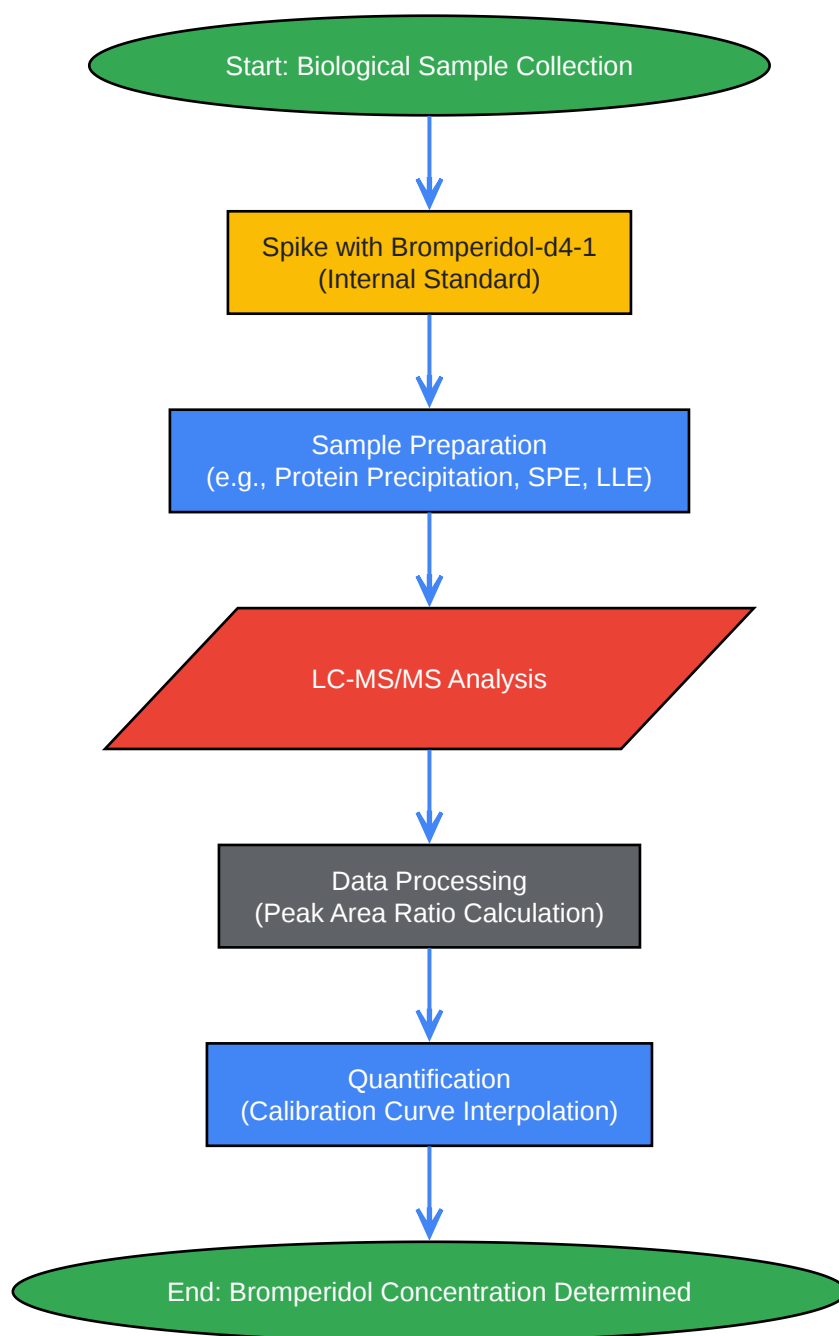 Start: Biological Sample Collection
Spike with Bromperidol-d4-1
(Internal Standard)
Sample Preparation
(e.g., Protein Precipitation, SPE, LLE)
LC-MS/MS Analysis
Data Processing
(Peak Area Ratio Calculation)
Quantification
(Calibration Curve Interpolation)
End: Bromperidol Concentration Determined